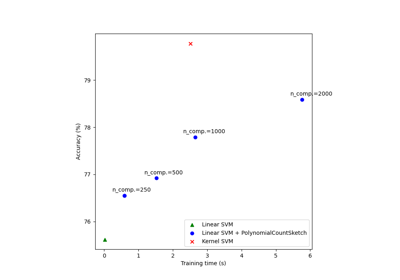 79
78
77
76
Accuracy (%)
n_comp.=2000
n_comp.=1000
n_comp.=500
n_comp.=250
Linear SVM
Linear SVM + PolynomialCountSketch
Kernel SVM
0 1 2 3 4 5 6
Training time (s)